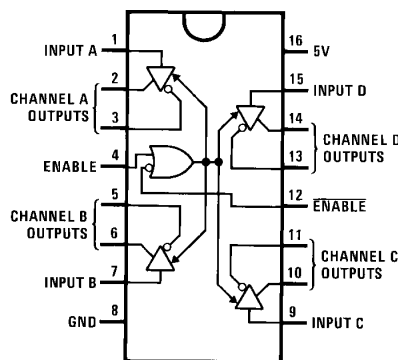 1
INPUT A
2
CHANNEL A
OUTPUTS
3
4
ENABLE
5
CHANNEL B
OUTPUTS
6
7
INPUT B
8
GND
16
5V
15
INPUT D
14
CHANNEL D
OUTPUTS
13
12
ENABLE
11
CHANNEL C
OUTPUTS
10
9
INPUT C